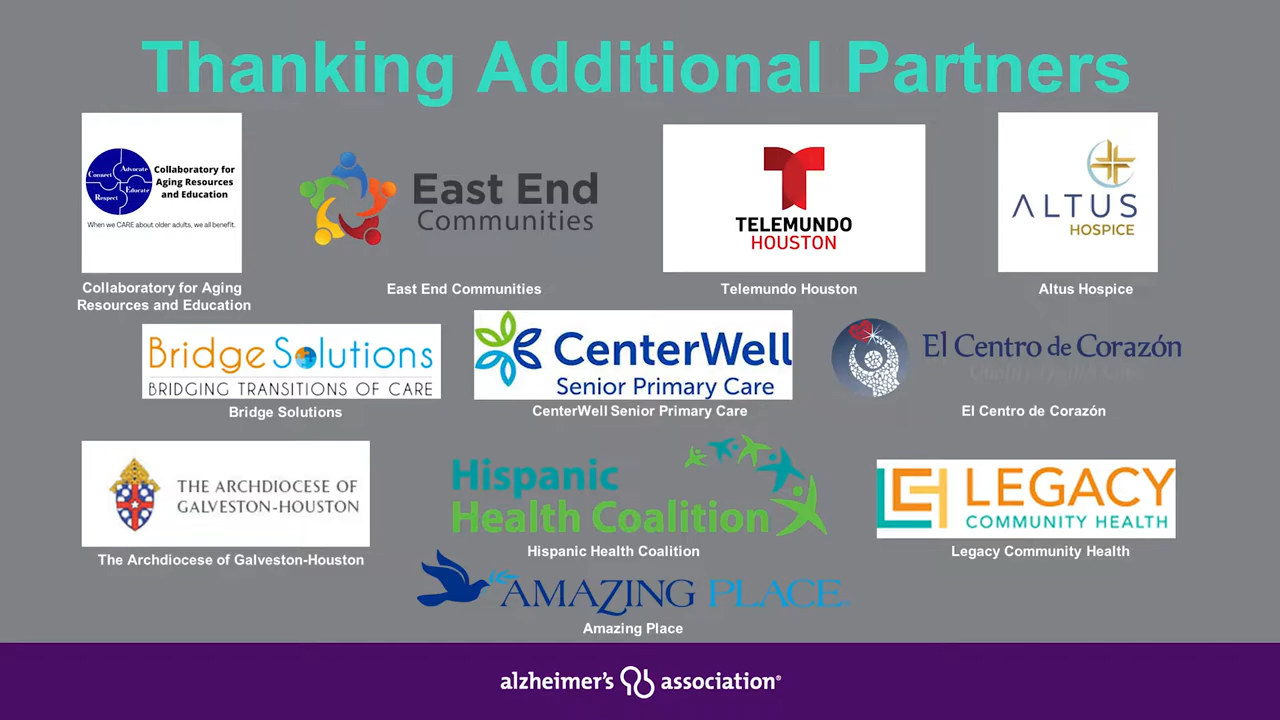 Thanking Additional Partners
Connect
Advocate
Respect
Educate
Collaboratory for
Aging Resources
and Education
When we CARE about older adults, we all benefit.
Collaboratory for Aging
Resources and Education
East End
Communities
East End Communities
TELEMUNDO
HOUSTON
Telemundo Houston
ALTUS
HOSPICE
Altus Hospice
Bridge Solutions
BRIDGING TRANSITIONS OF CARE
Bridge Solutions
CenterWell
Senior Primary Care
CenterWell Senior Primary Care
El Centro de Corazón
Quality Health Care
El Centro de Corazón
THE ARCHDIOCESE OF
GALVESTON-HOUSTON
The Archdiocese of Galveston-Houston
Hispanic
Health Coalition
Hispanic Health Coalition
LEGACY
COMMUNITY HEALTH
Legacy Community Health
AMAZING PLACE
Amazing Place
alzheimer's association®